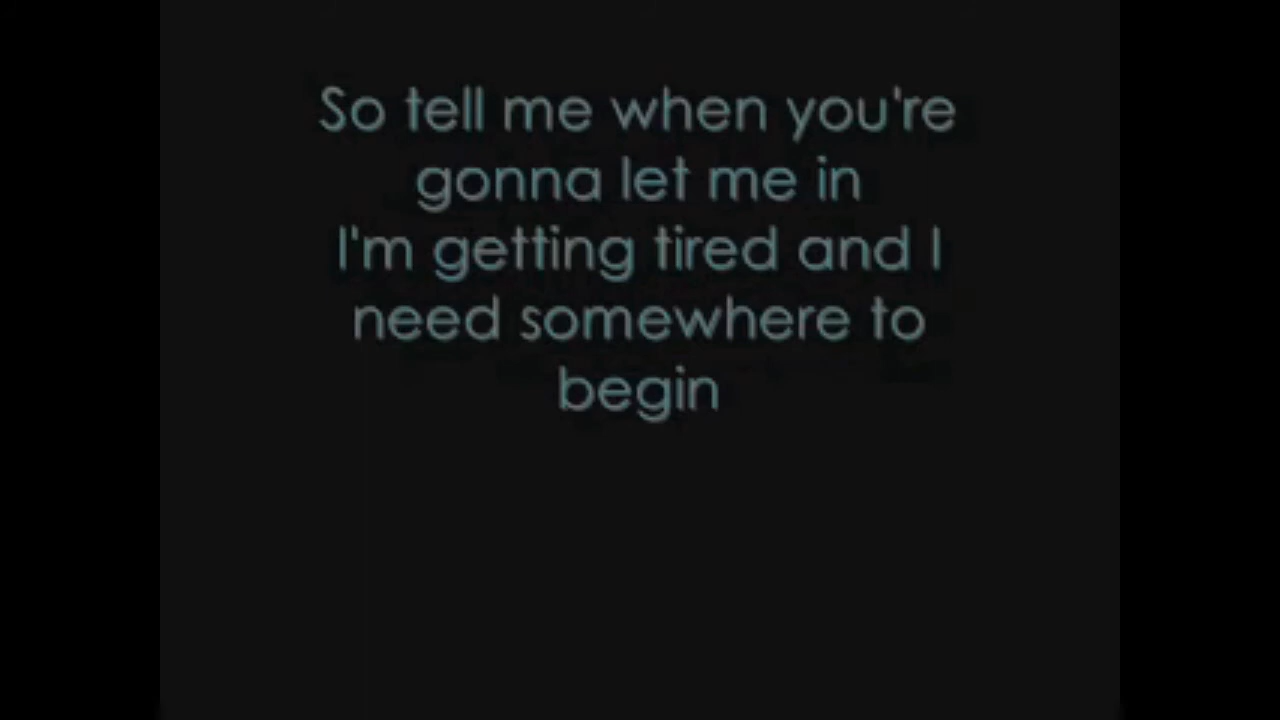 So tell me when you're
gonna let me in
I'm getting tired and I
need somewhere to
begin